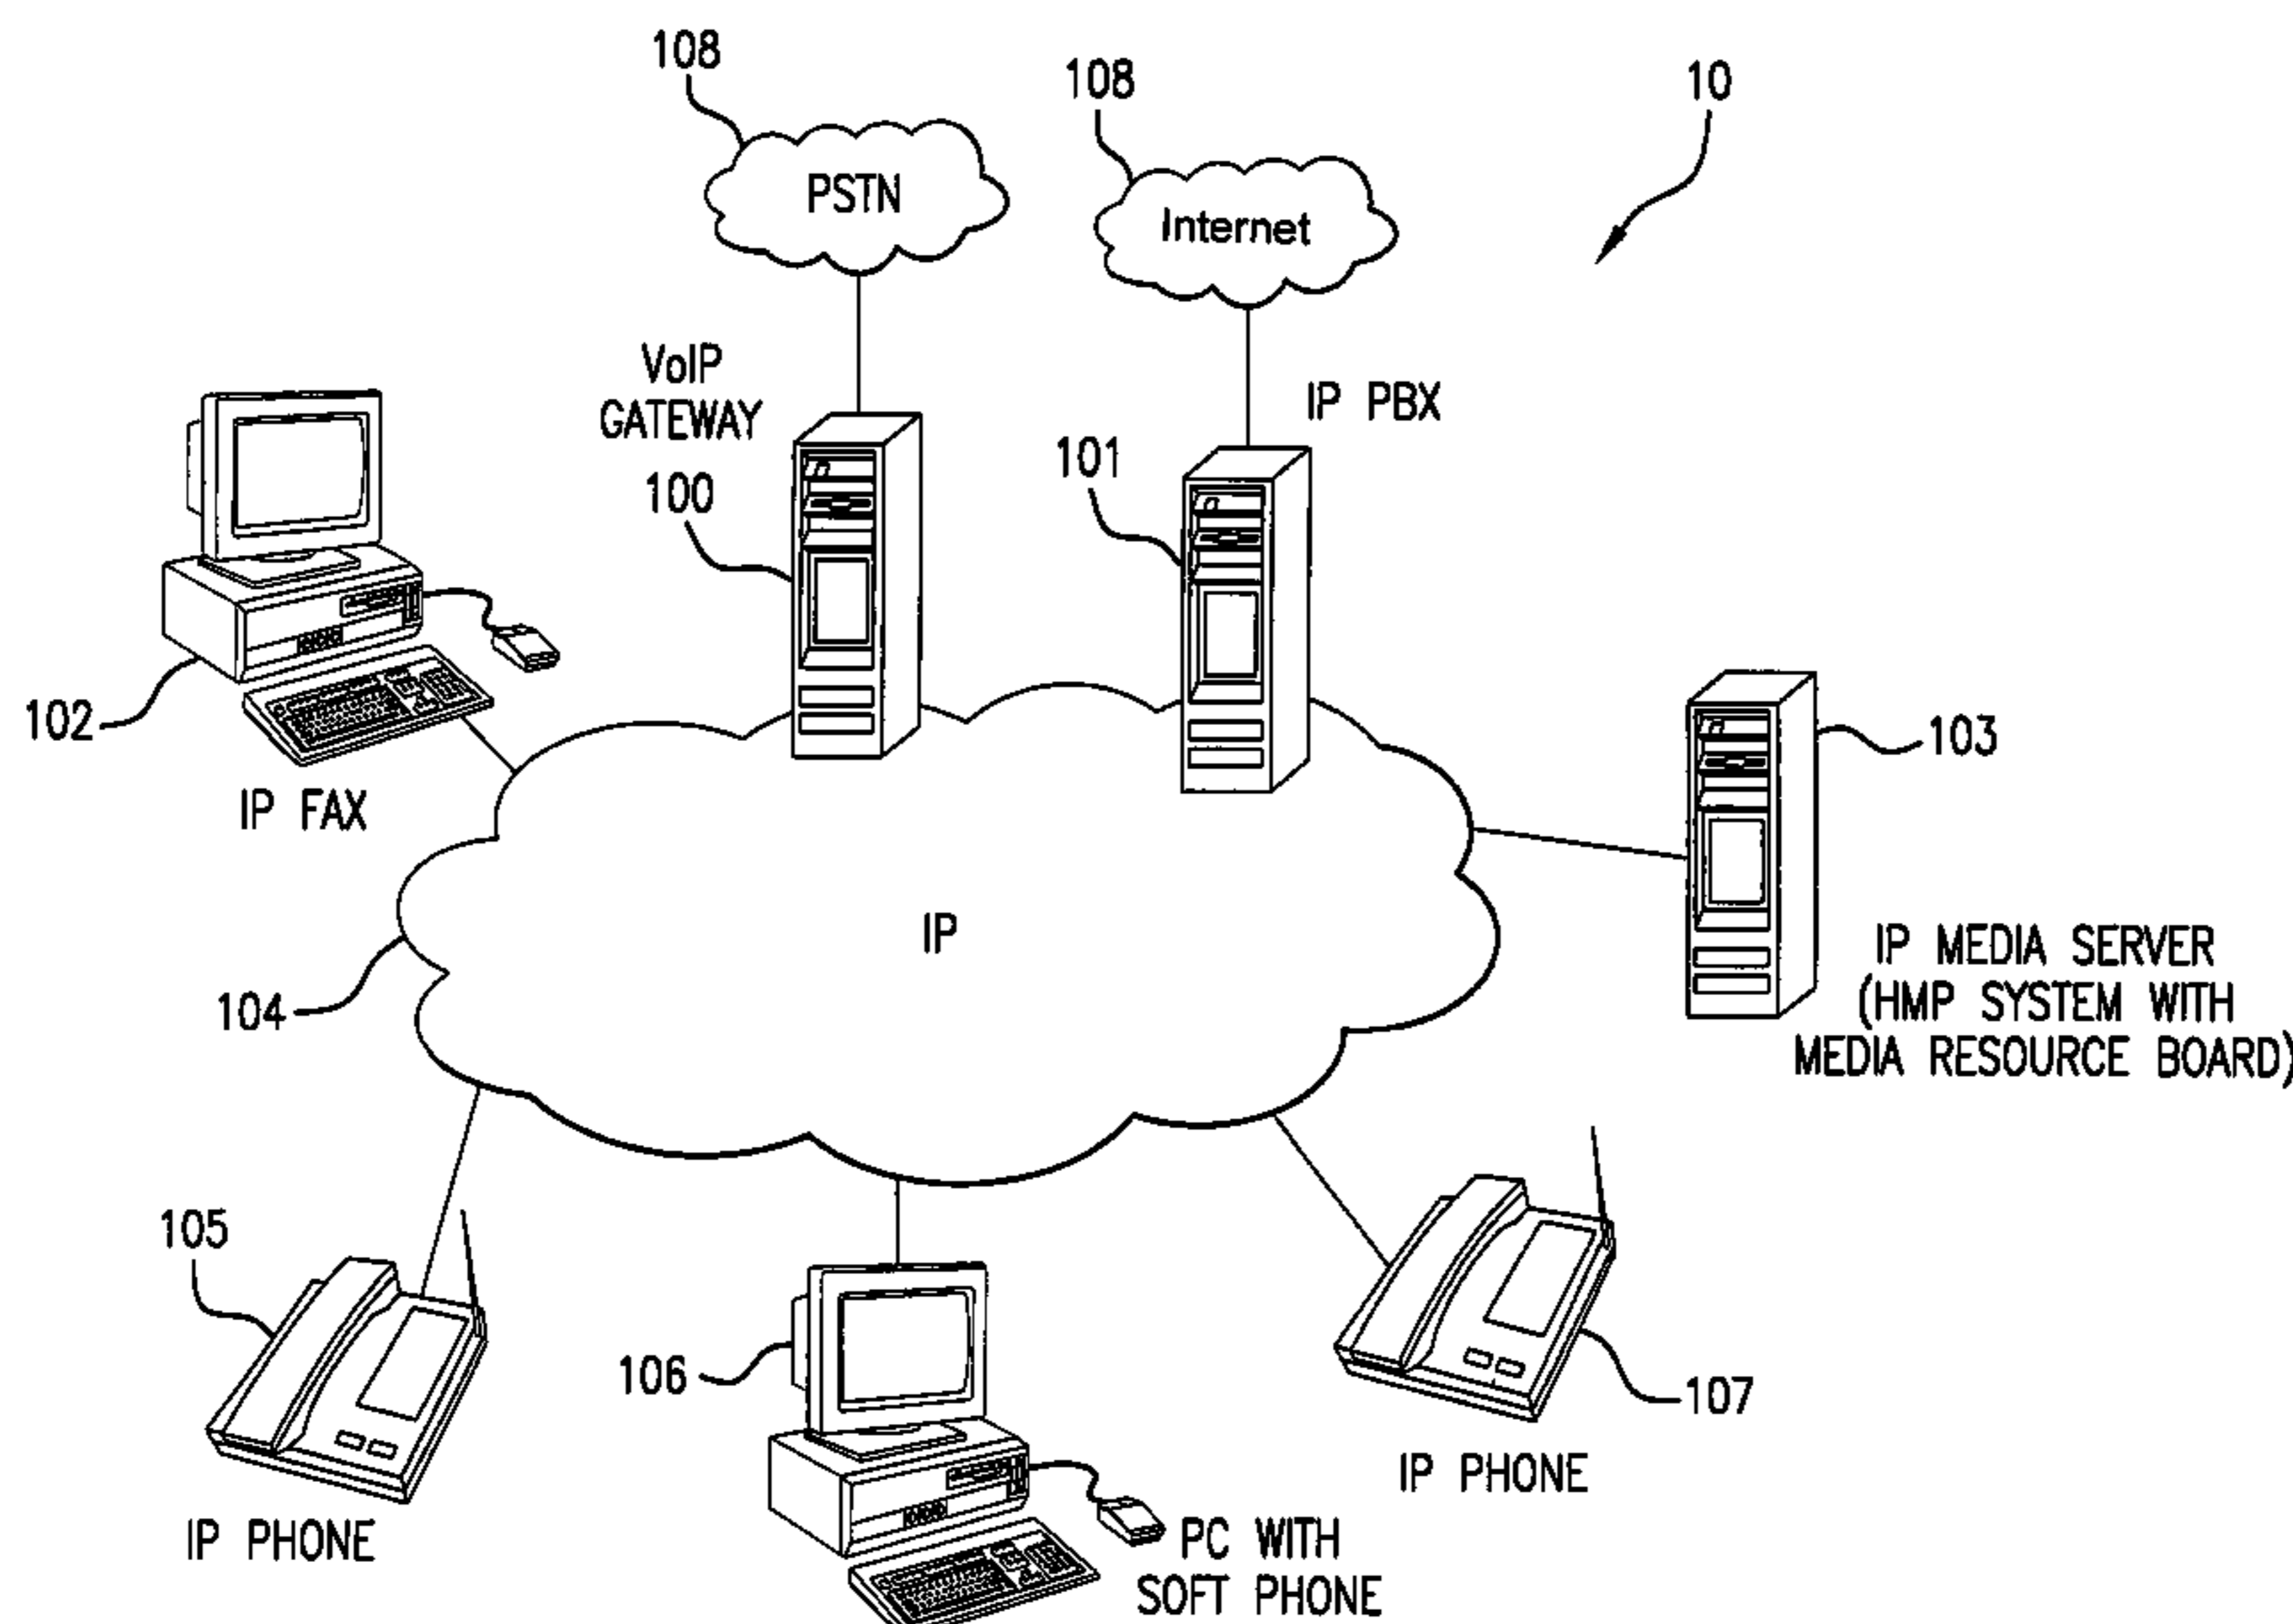 108
108
10
PSTN
Internet
VoIP
GATEWAY
IP PBX
101
100
102
103
IP FAX
IP
IP MEDIA SERVER
(HMP SYSTEM WITH
MEDIA RESOURCE BOARD)
104
105
106
107
IP PHONE
IP PHONE
PC WITH
SOFT PHONE